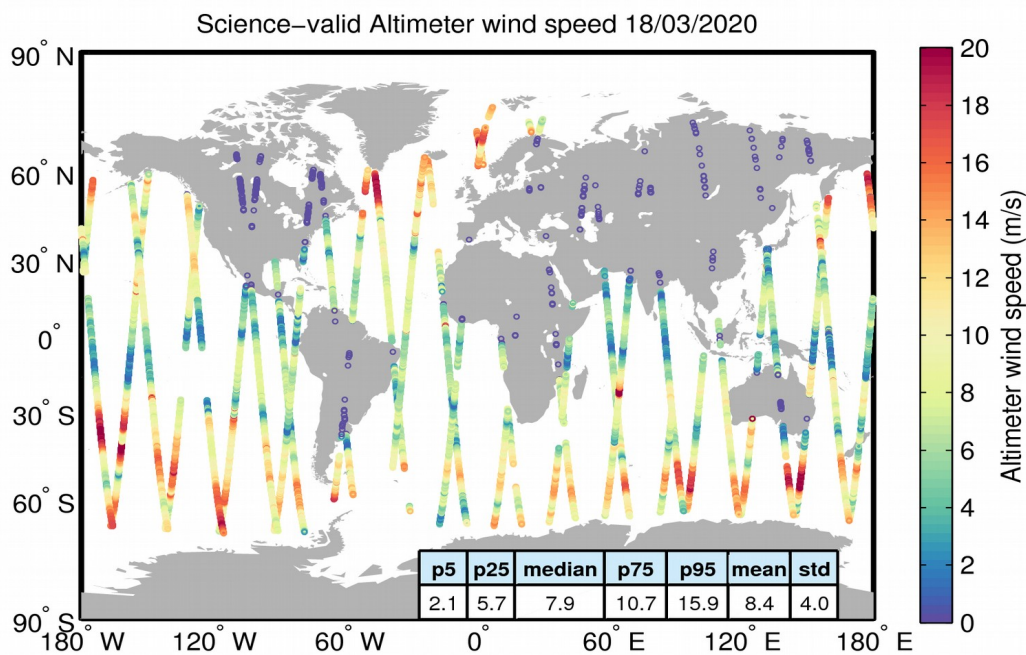 Science−valid Altimeter wind speed 18/03/2020
90° N
60° N
30° N
0°
30° S
60° S
90° S
180° W
120° W
60° W
0°
60° E
120° E
180° E
20
18
16
14
12
10
8
6
4
2
0
Altimeter wind speed (m/s)
p5 p25 median p75 p95 mean std
2.1 5.7 7.9 10.7 15.9 8.4 4.0